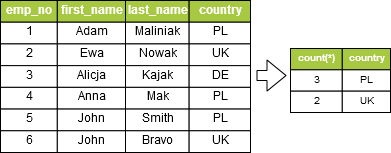 emp_no first_name last_name country
1 Adam Maliniak PL
2 Ewa Nowak UK
3 Alicja Kajak DE
4 Anna Mak PL
5 John Smith PL
6 John Bravo UK
count(*) country
3 PL
2 UK